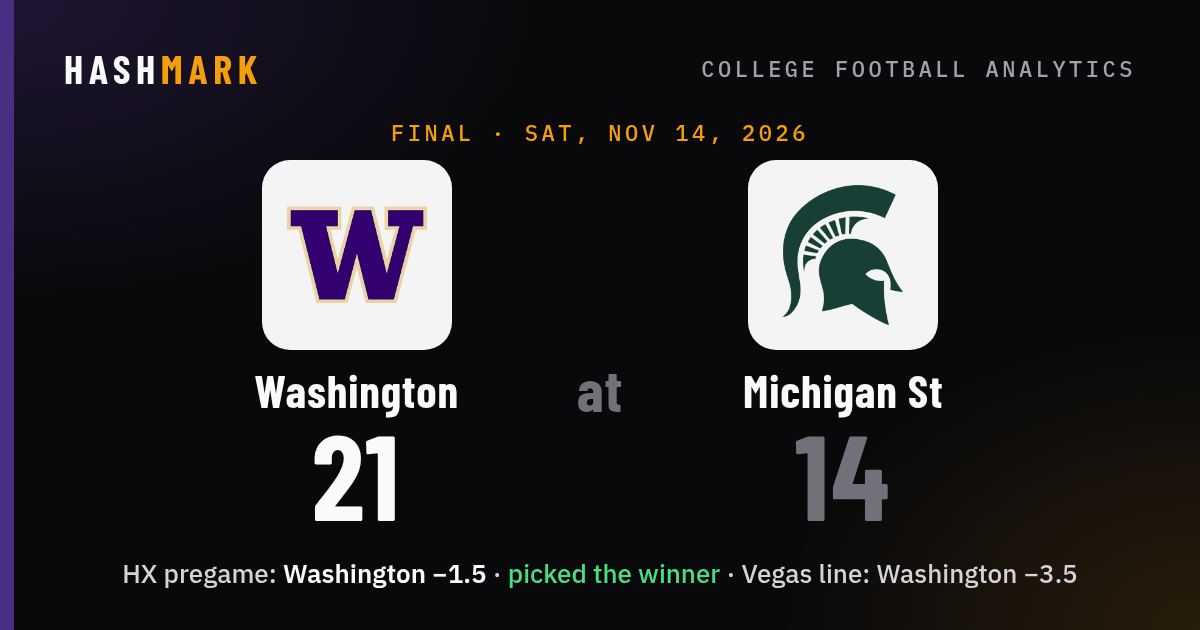 HASHMARK
COLLEGE FOOTBALL ANALYTICS
FINAL · SAT, NOV 14, 2026
W
Washington at Michigan St
21 14
HX pregame: Washington −1.5 · picked the winner · Vegas line: Washington −3.5